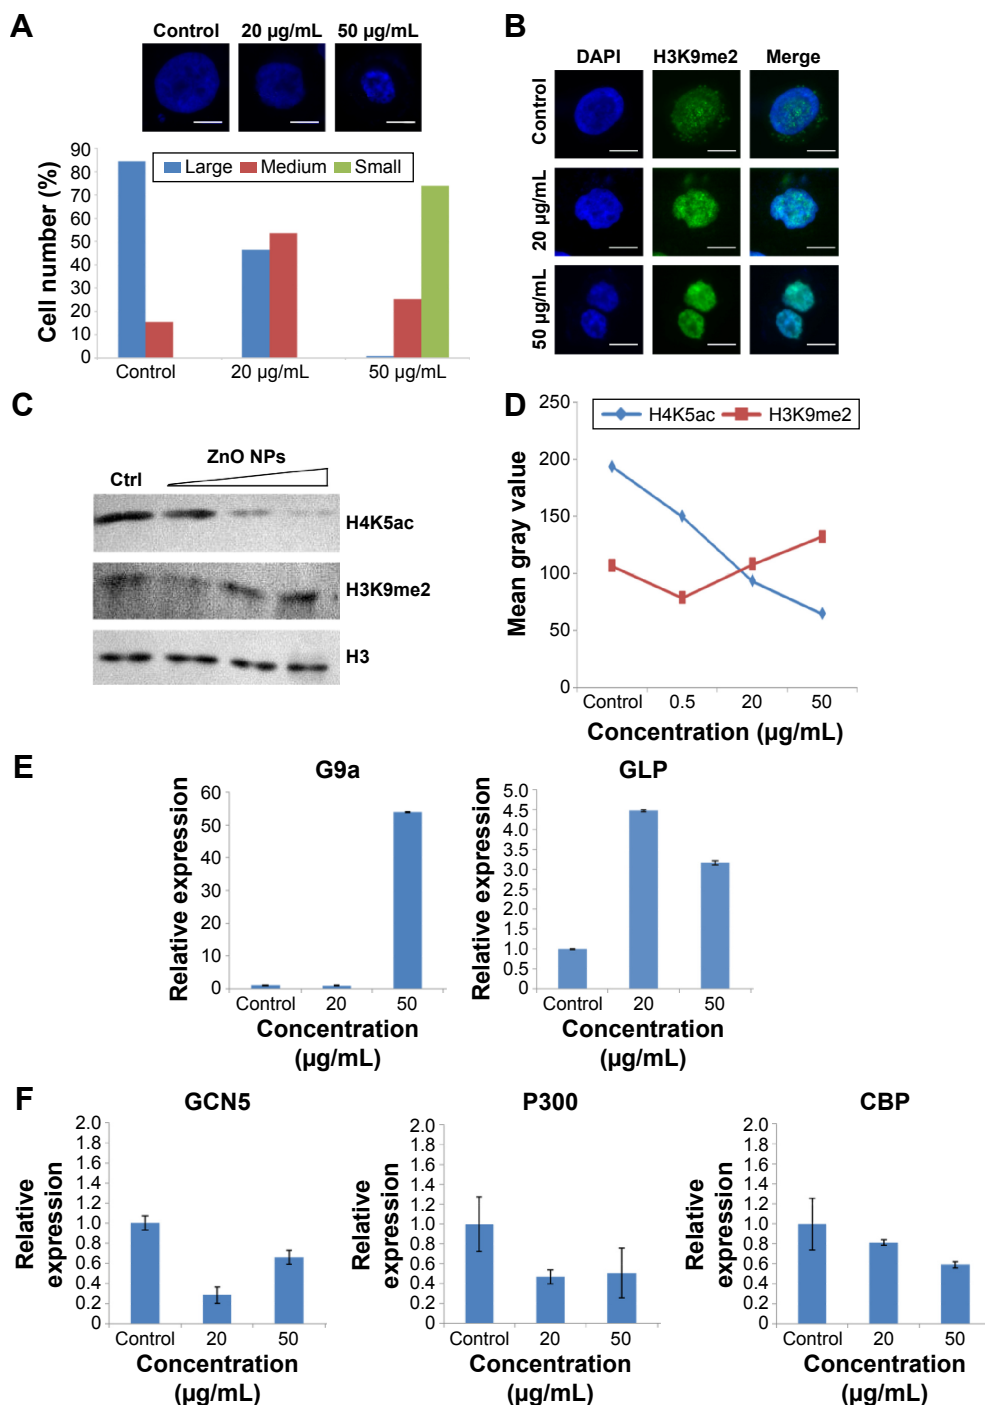 A
Control 20 µg/mL 50 µg/mL
Cell number (%)
90
80
70
60
50
40
30
20
10
0
Large Medium Small
Control 20 µg/mL 50 µg/mL
B
DAPI H3K9me2 Merge
Control
20 µg/mL
50 µg/mL
C
ZnO NPs
Ctrl
H4K5ac
H3K9me2
H3
D
Mean gray value
250
200
150
100
50
0
H4K5ac H3K9me2
Control 0.5 20 50
Concentration (µg/mL)
E
G9a
Relative expression
60
50
40
30
20
10
0
Control 20 50
Concentration
(µg/mL)
GLP
Relative expression
5.0
4.5
4.0
3.5
3.0
2.5
2.0
1.5
1.0
0.5
0
Control 20 50
Concentration
(µg/mL)
F
GCN5
Relative
expression
2.0
1.8
1.6
1.4
1.2
1.0
0.8
0.6
0.4
0.2
0
Control 20 50
Concentration
(µg/mL)
P300
Relative
expression
2.0
1.8
1.6
1.4
1.2
1.0
0.8
0.6
0.4
0.2
0
Control 20 50
Concentration
(µg/mL)
CBP
Relative
expression
2.0
1.8
1.6
1.4
1.2
1.0
0.8
0.6
0.4
0.2
0
Control 20 50
Concentration
(µg/mL)